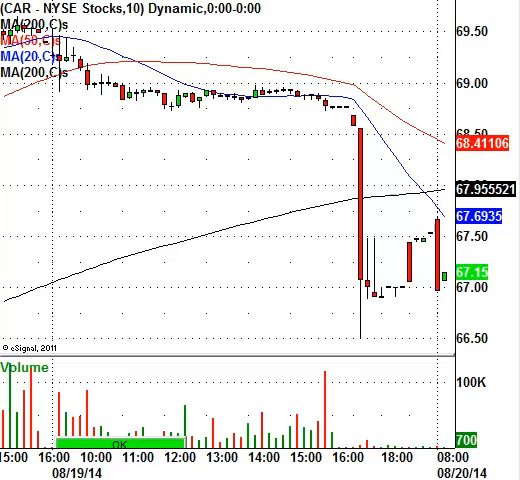 (CAR - NYSE Stocks,10) Dynamic,0:00-0:00
MA(200,C)s
MA(50,C)s
MA(20,C)s
MA(200,C)s
69.50
69.00
68.50
68.41106
67.955521
67.6935
67.50
67.15
67.00
66.50
© eSignal, 2011
Volume
100K
700
OK
15:00 16:00 10:00 11:00 12:00 13:00 14:00 15:00 16:00 18:00 08:00
08/19/14 08/20/14